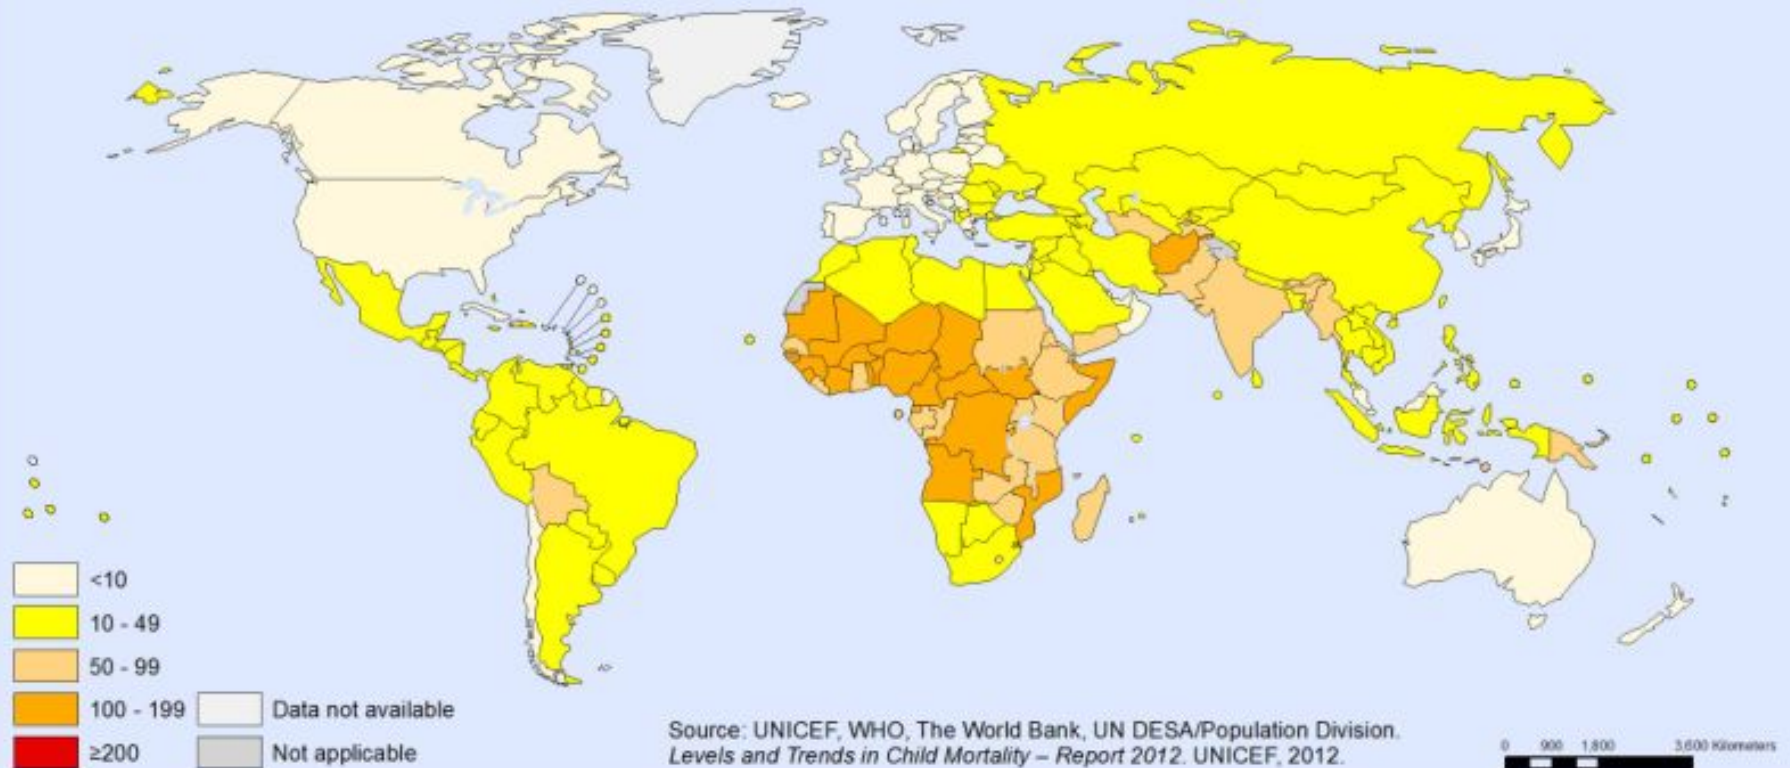 <10
10 - 49
50 - 99
100 - 199
≥200
Data not available
Not applicable
Source: UNICEF, WHO, The World Bank, UN DESA/Population Division.
Levels and Trends in Child Mortality – Report 2012. UNICEF, 2012.
0 900 1,800 3,600 Kilometers